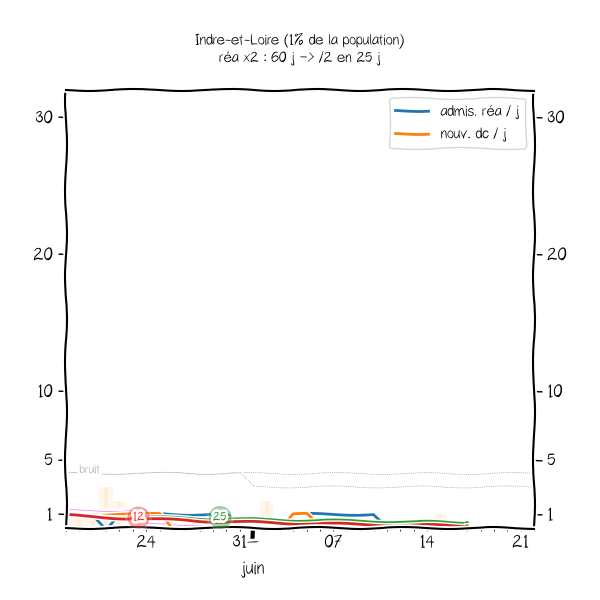 Indre-et-Loire (1% de la population)
réa x2 : 60 j -> /2 en 25 j
admis. réa / j
nouv. dc / j
30 30
20 20
10 10
5 5
bruit
1 12 25 1
24 31 07 14 21
juin